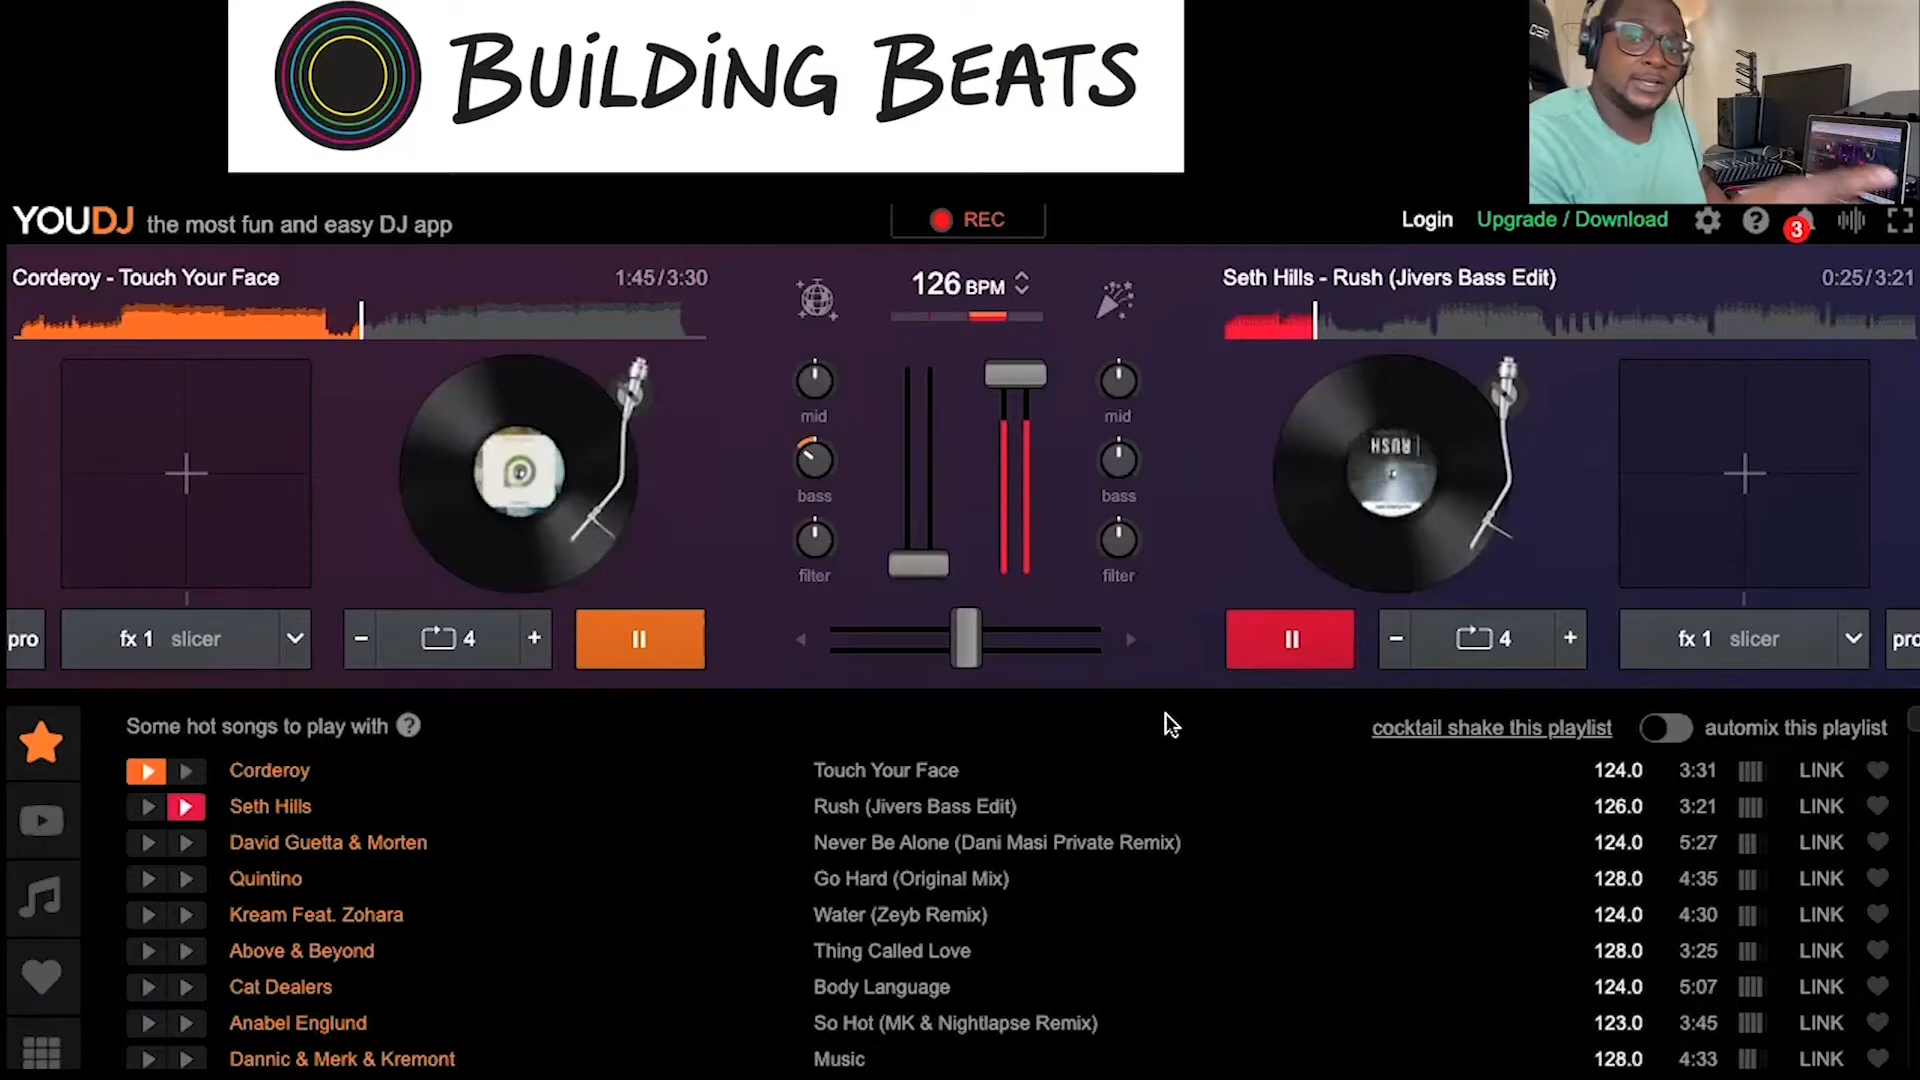 BUiLDiNG BEATS
YOUDJ the most fun and easy DJ app
REC
Login Upgrade / Download
3
Corderoy - Touch Your Face 1:45/3:30
126 BPM
Seth Hills - Rush (Jivers Bass Edit) 0:25/3:21
mid mid
RUSH
bass bass
filter filter
pro fx 1 slicer - 4 +
- 4 + fx 1 slicer pro
Some hot songs to play with ?
cocktail shake this playlist automix this playlist
Corderoy Touch Your Face 124.0 3:31 LINK
Seth Hills Rush (Jivers Bass Edit) 126.0 3:21 LINK
David Guetta & Morten Never Be Alone (Dani Masi Private Remix) 124.0 5:27 LINK
Quintino Go Hard (Original Mix) 128.0 4:35 LINK
Kream Feat. Zohara Water (Zeyb Remix) 124.0 4:30 LINK
Above & Beyond Thing Called Love 128.0 3:25 LINK
Cat Dealers Body Language 124.0 5:07 LINK
Anabel Englund So Hot (MK & Nightlapse Remix) 123.0 3:45 LINK
Dannic & Merk & Kremont Music 128.0 4:33 LINK